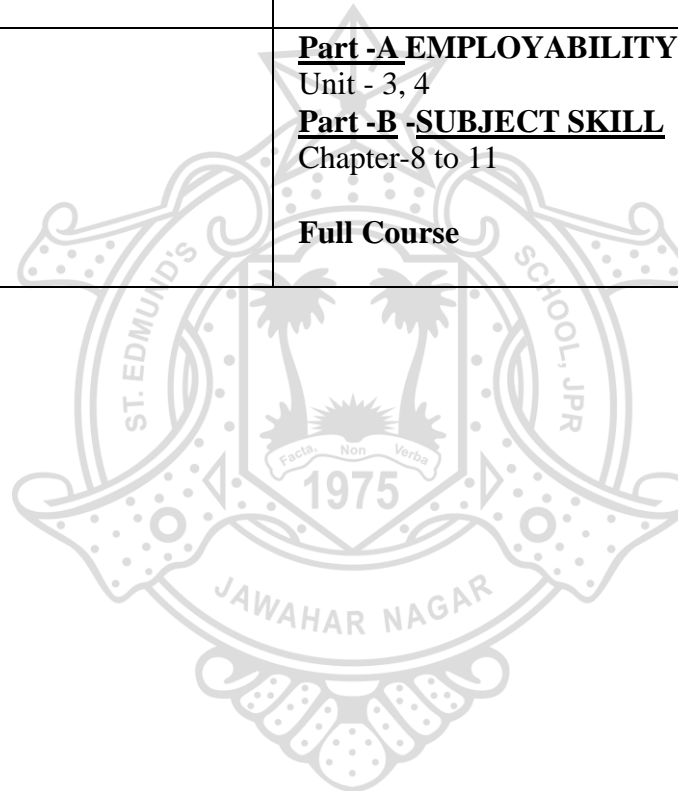 Part -A EMPLOYABILITY
Unit - 3, 4
Part -B -SUBJECT SKILL
Chapter-8 to 11
Full Course
ST. EDMUND'S
SCHOOL, JPR
Facta, Non Verba
1975
JAWAHAR NAGAR